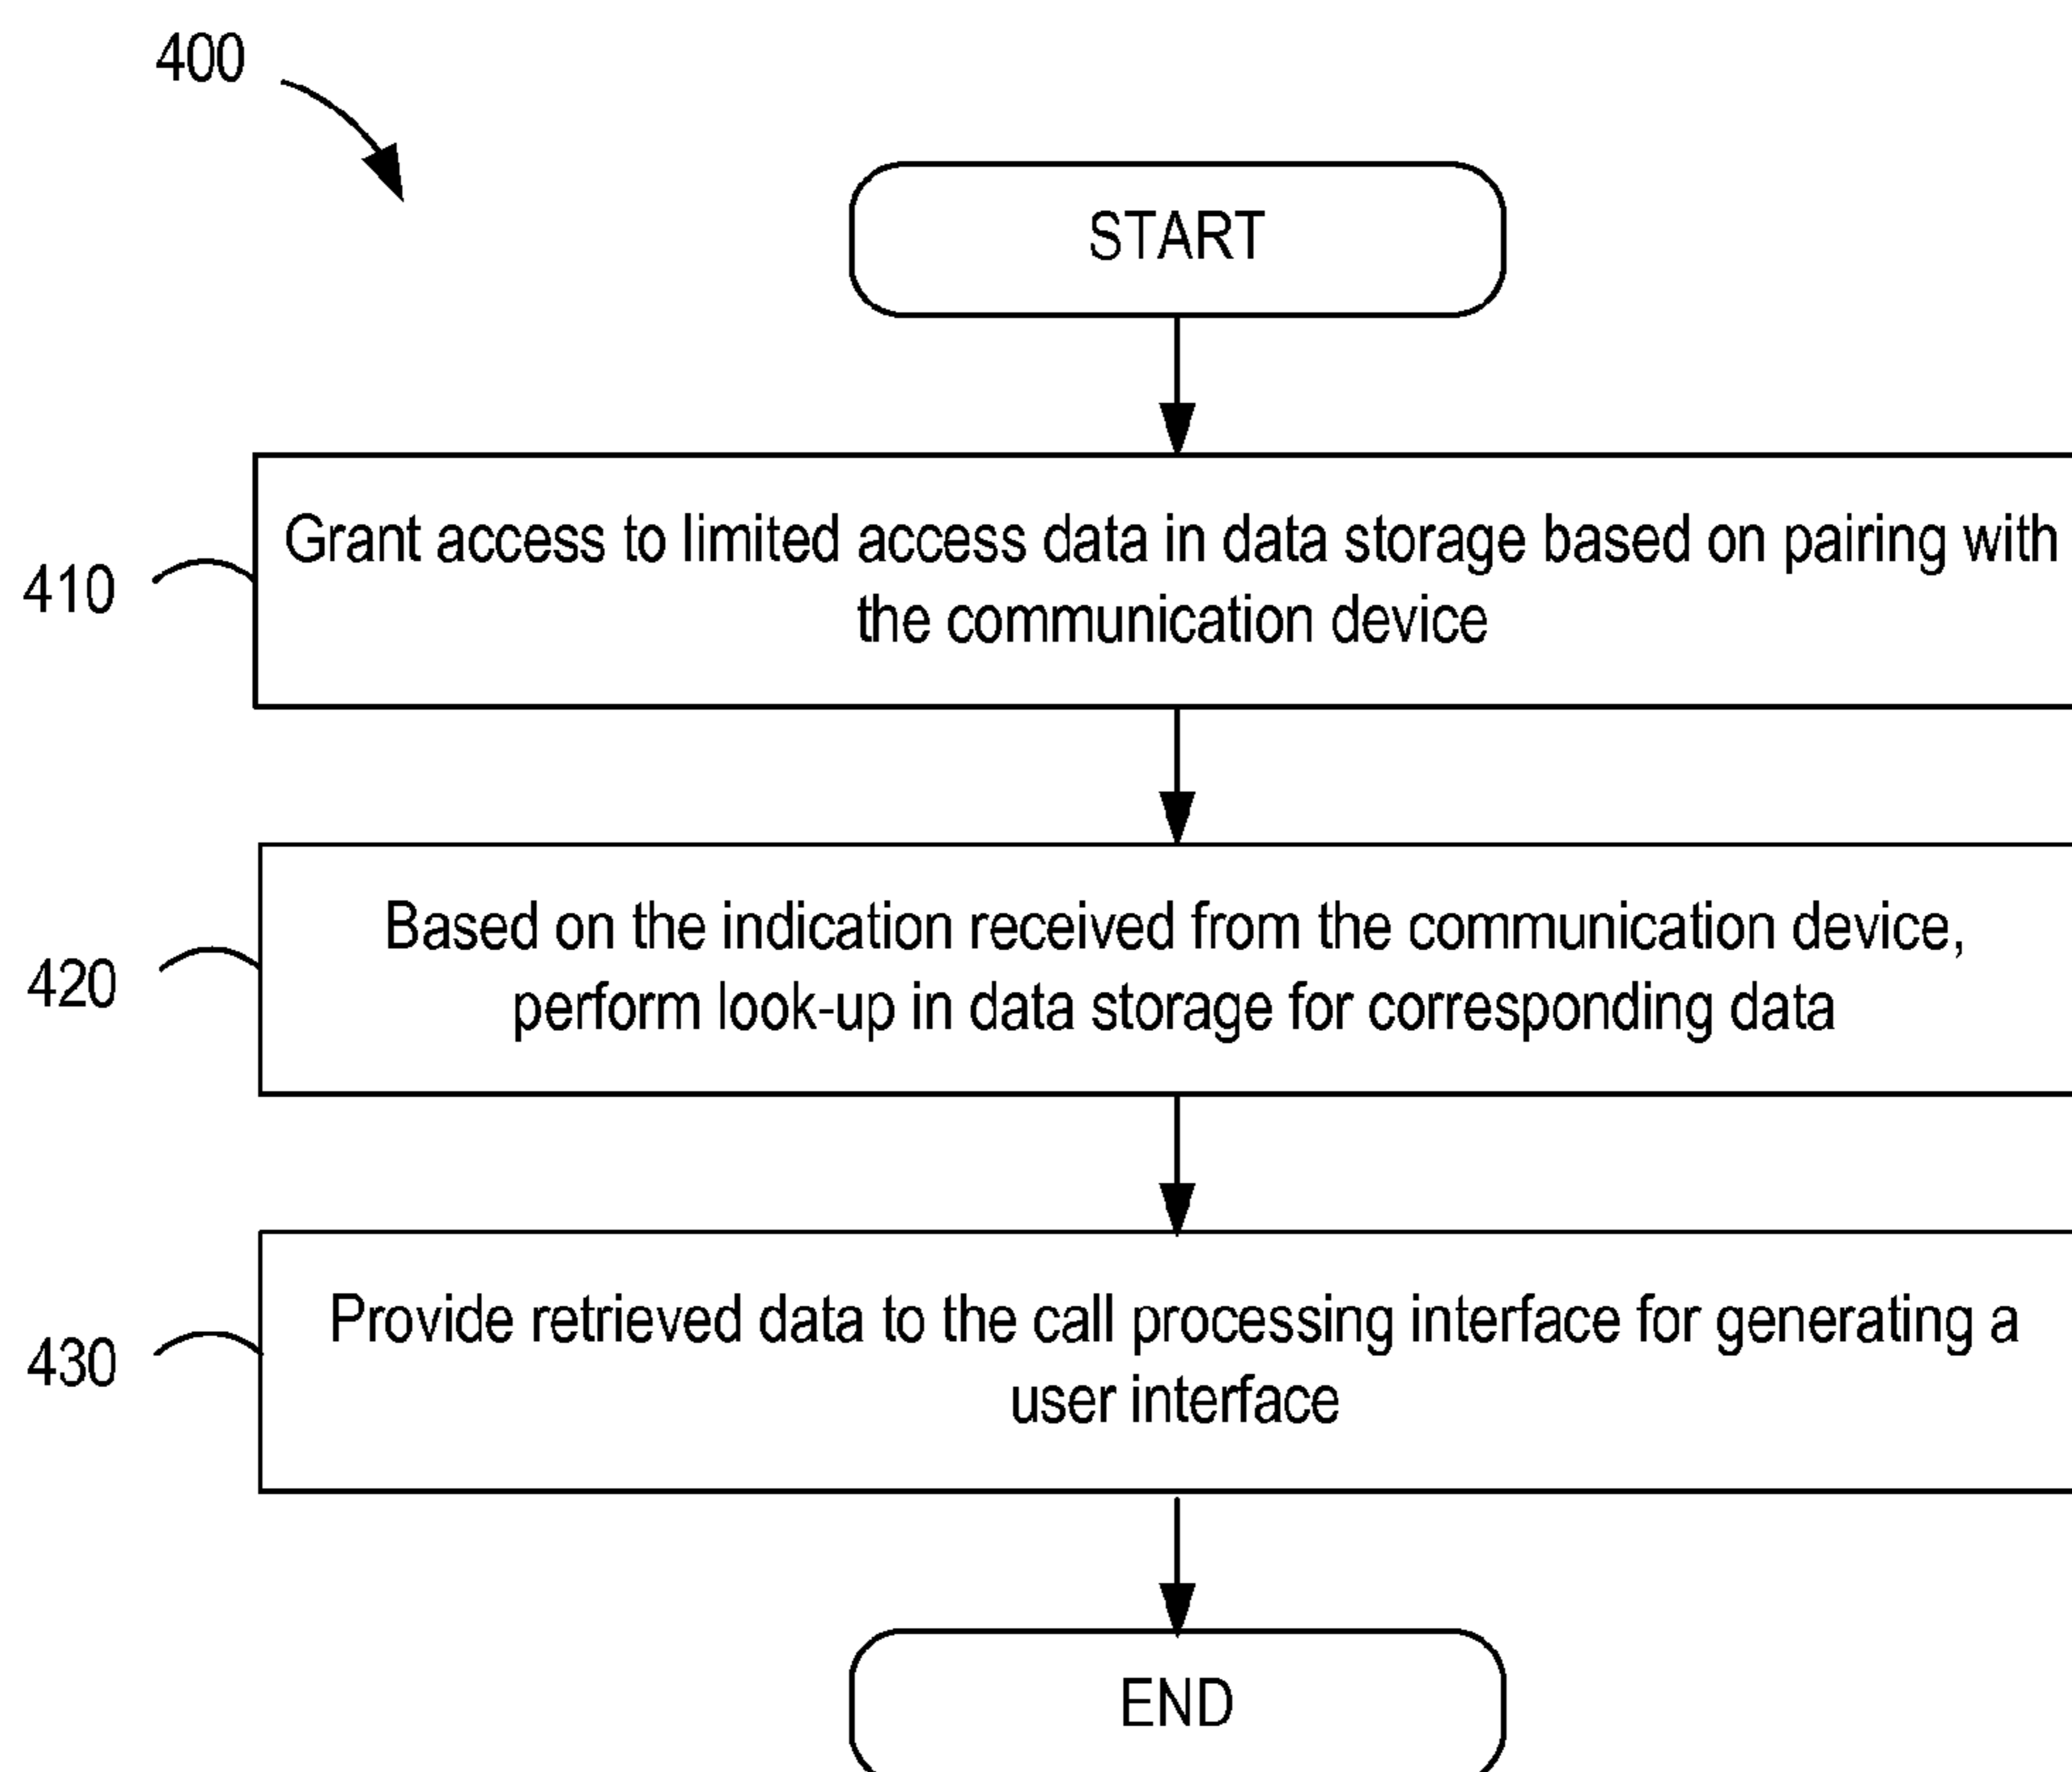 400
START
410
Grant access to limited access data in data storage based on pairing with
the communication device
420
Based on the indication received from the communication device,
perform look-up in data storage for corresponding data
430
Provide retrieved data to the call processing interface for generating a
user interface
END